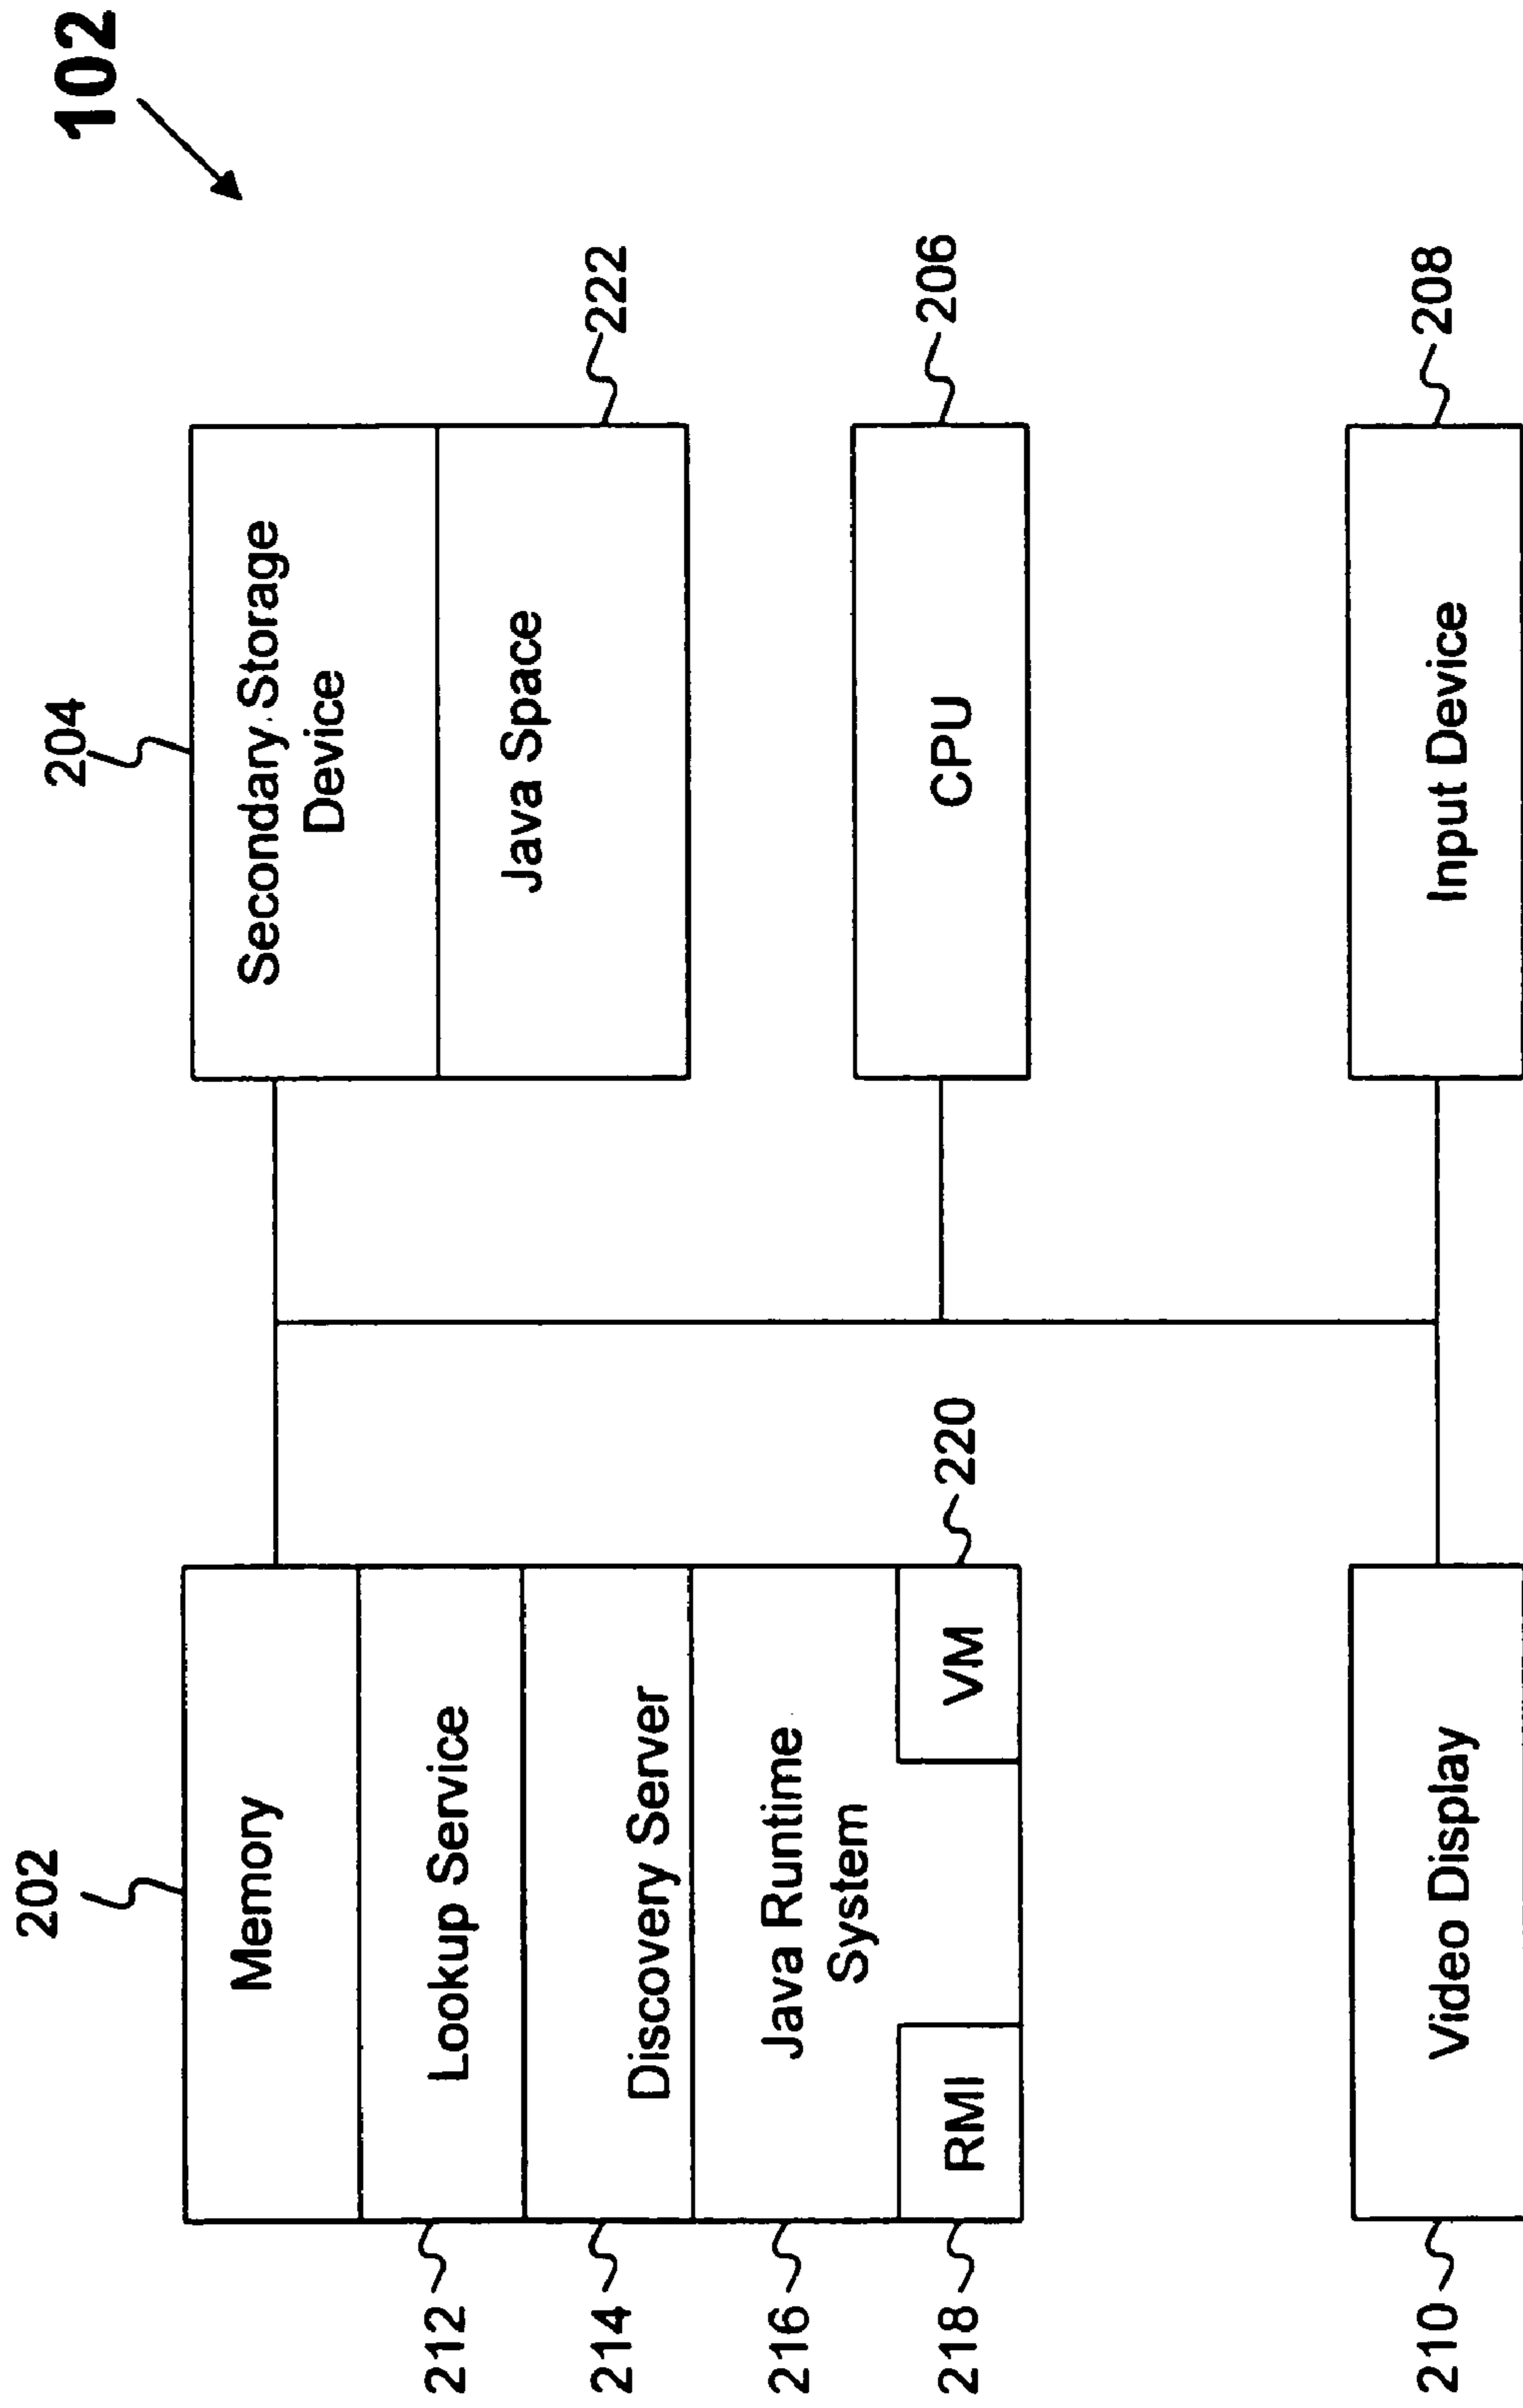 102
202
204
Memory
Secondary Storage
Device
212
Lookup Service
Java Space
222
214
Discovery Server
216
Java Runtime
System
218
RMI
VM
220
CPU
206
210
Video Display
Input Device
208